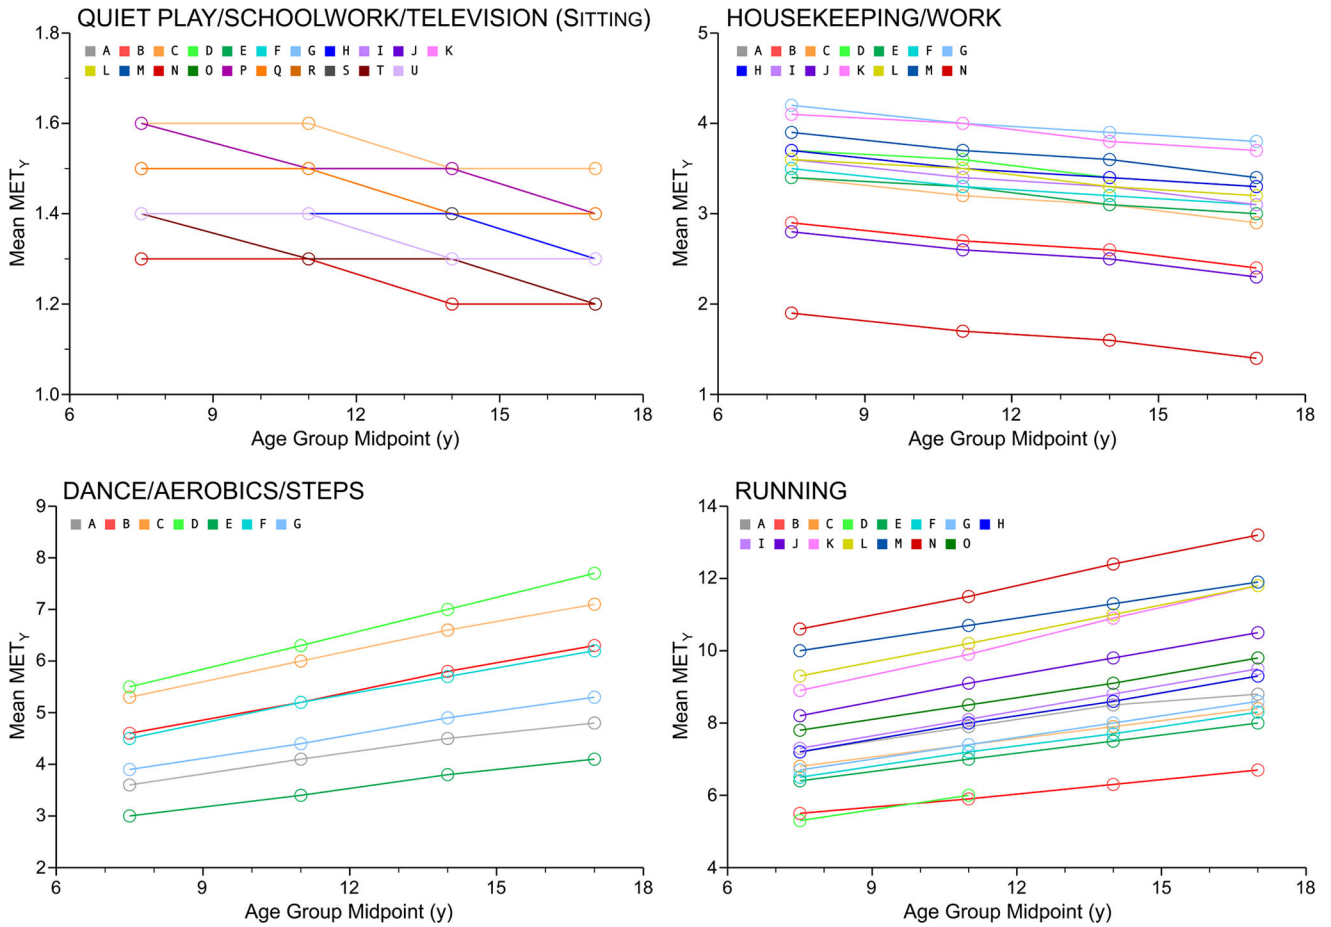 QUIET PLAY/SCHOOLWORK/TELEVISION (SITTING)
A B C D E F G H I J K
L M N O P Q R S T U
1.8
1.6
1.4
1.2
1.0
Mean METY
6 9 12 15 18
Age Group Midpoint (y)
HOUSEKEEPING/WORK
A B C D E F G
H I J K L M N
5
4
3
2
1
Mean METY
6 9 12 15 18
Age Group Midpoint (y)
DANCE/AEROBICS/STEPS
A B C D E F G
9
8
7
6
5
4
3
2
Mean METY
6 9 12 15 18
Age Group Midpoint (y)
RUNNING
A B C D E F G H
I J K L M N O
14
12
10
8
6
4
Mean METY
6 9 12 15 18
Age Group Midpoint (y)